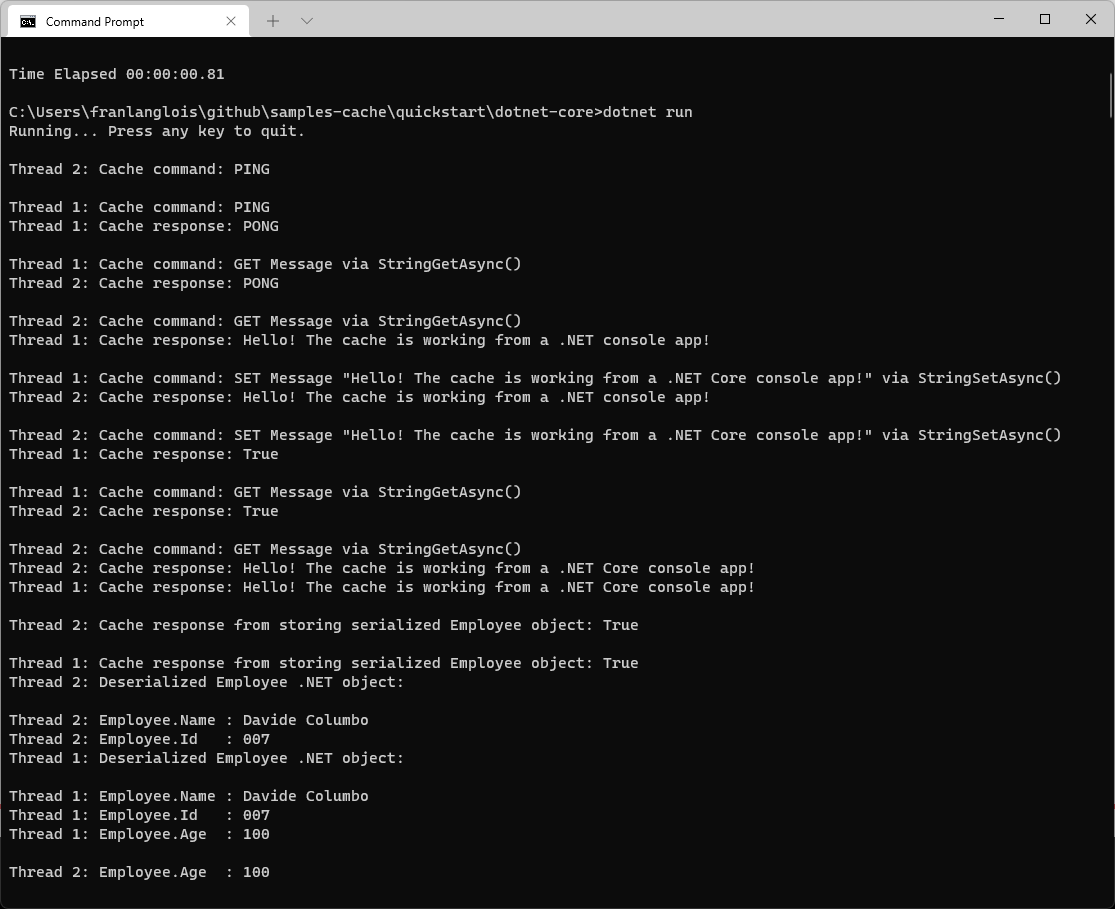 Command Prompt
Time Elapsed 00:00:00.81
C:\Users\franlanglois\github\samples-cache\quickstart\dotnet-core>dotnet run
Running... Press any key to quit.
Thread 2: Cache command: PING
Thread 1: Cache command: PING
Thread 1: Cache response: PONG
Thread 1: Cache command: GET Message via StringGetAsync()
Thread 2: Cache response: PONG
Thread 2: Cache command: GET Message via StringGetAsync()
Thread 1: Cache response: Hello! The cache is working from a .NET console app!
Thread 1: Cache command: SET Message "Hello! The cache is working from a .NET Core console app!" via StringSetAsync()
Thread 2: Cache response: Hello! The cache is working from a .NET console app!
Thread 2: Cache command: SET Message "Hello! The cache is working from a .NET Core console app!" via StringSetAsync()
Thread 1: Cache response: True
Thread 1: Cache command: GET Message via StringGetAsync()
Thread 2: Cache response: True
Thread 2: Cache command: GET Message via StringGetAsync()
Thread 2: Cache response: Hello! The cache is working from a .NET Core console app!
Thread 1: Cache response: Hello! The cache is working from a .NET Core console app!
Thread 2: Cache response from storing serialized Employee object: True
Thread 1: Cache response from storing serialized Employee object: True
Thread 2: Deserialized Employee .NET object:
Thread 2: Employee.Name : Davide Columbo
Thread 2: Employee.Id   : 007
Thread 1: Deserialized Employee .NET object:
Thread 1: Employee.Name : Davide Columbo
Thread 1: Employee.Id   : 007
Thread 1: Employee.Age  : 100
Thread 2: Employee.Age  : 100